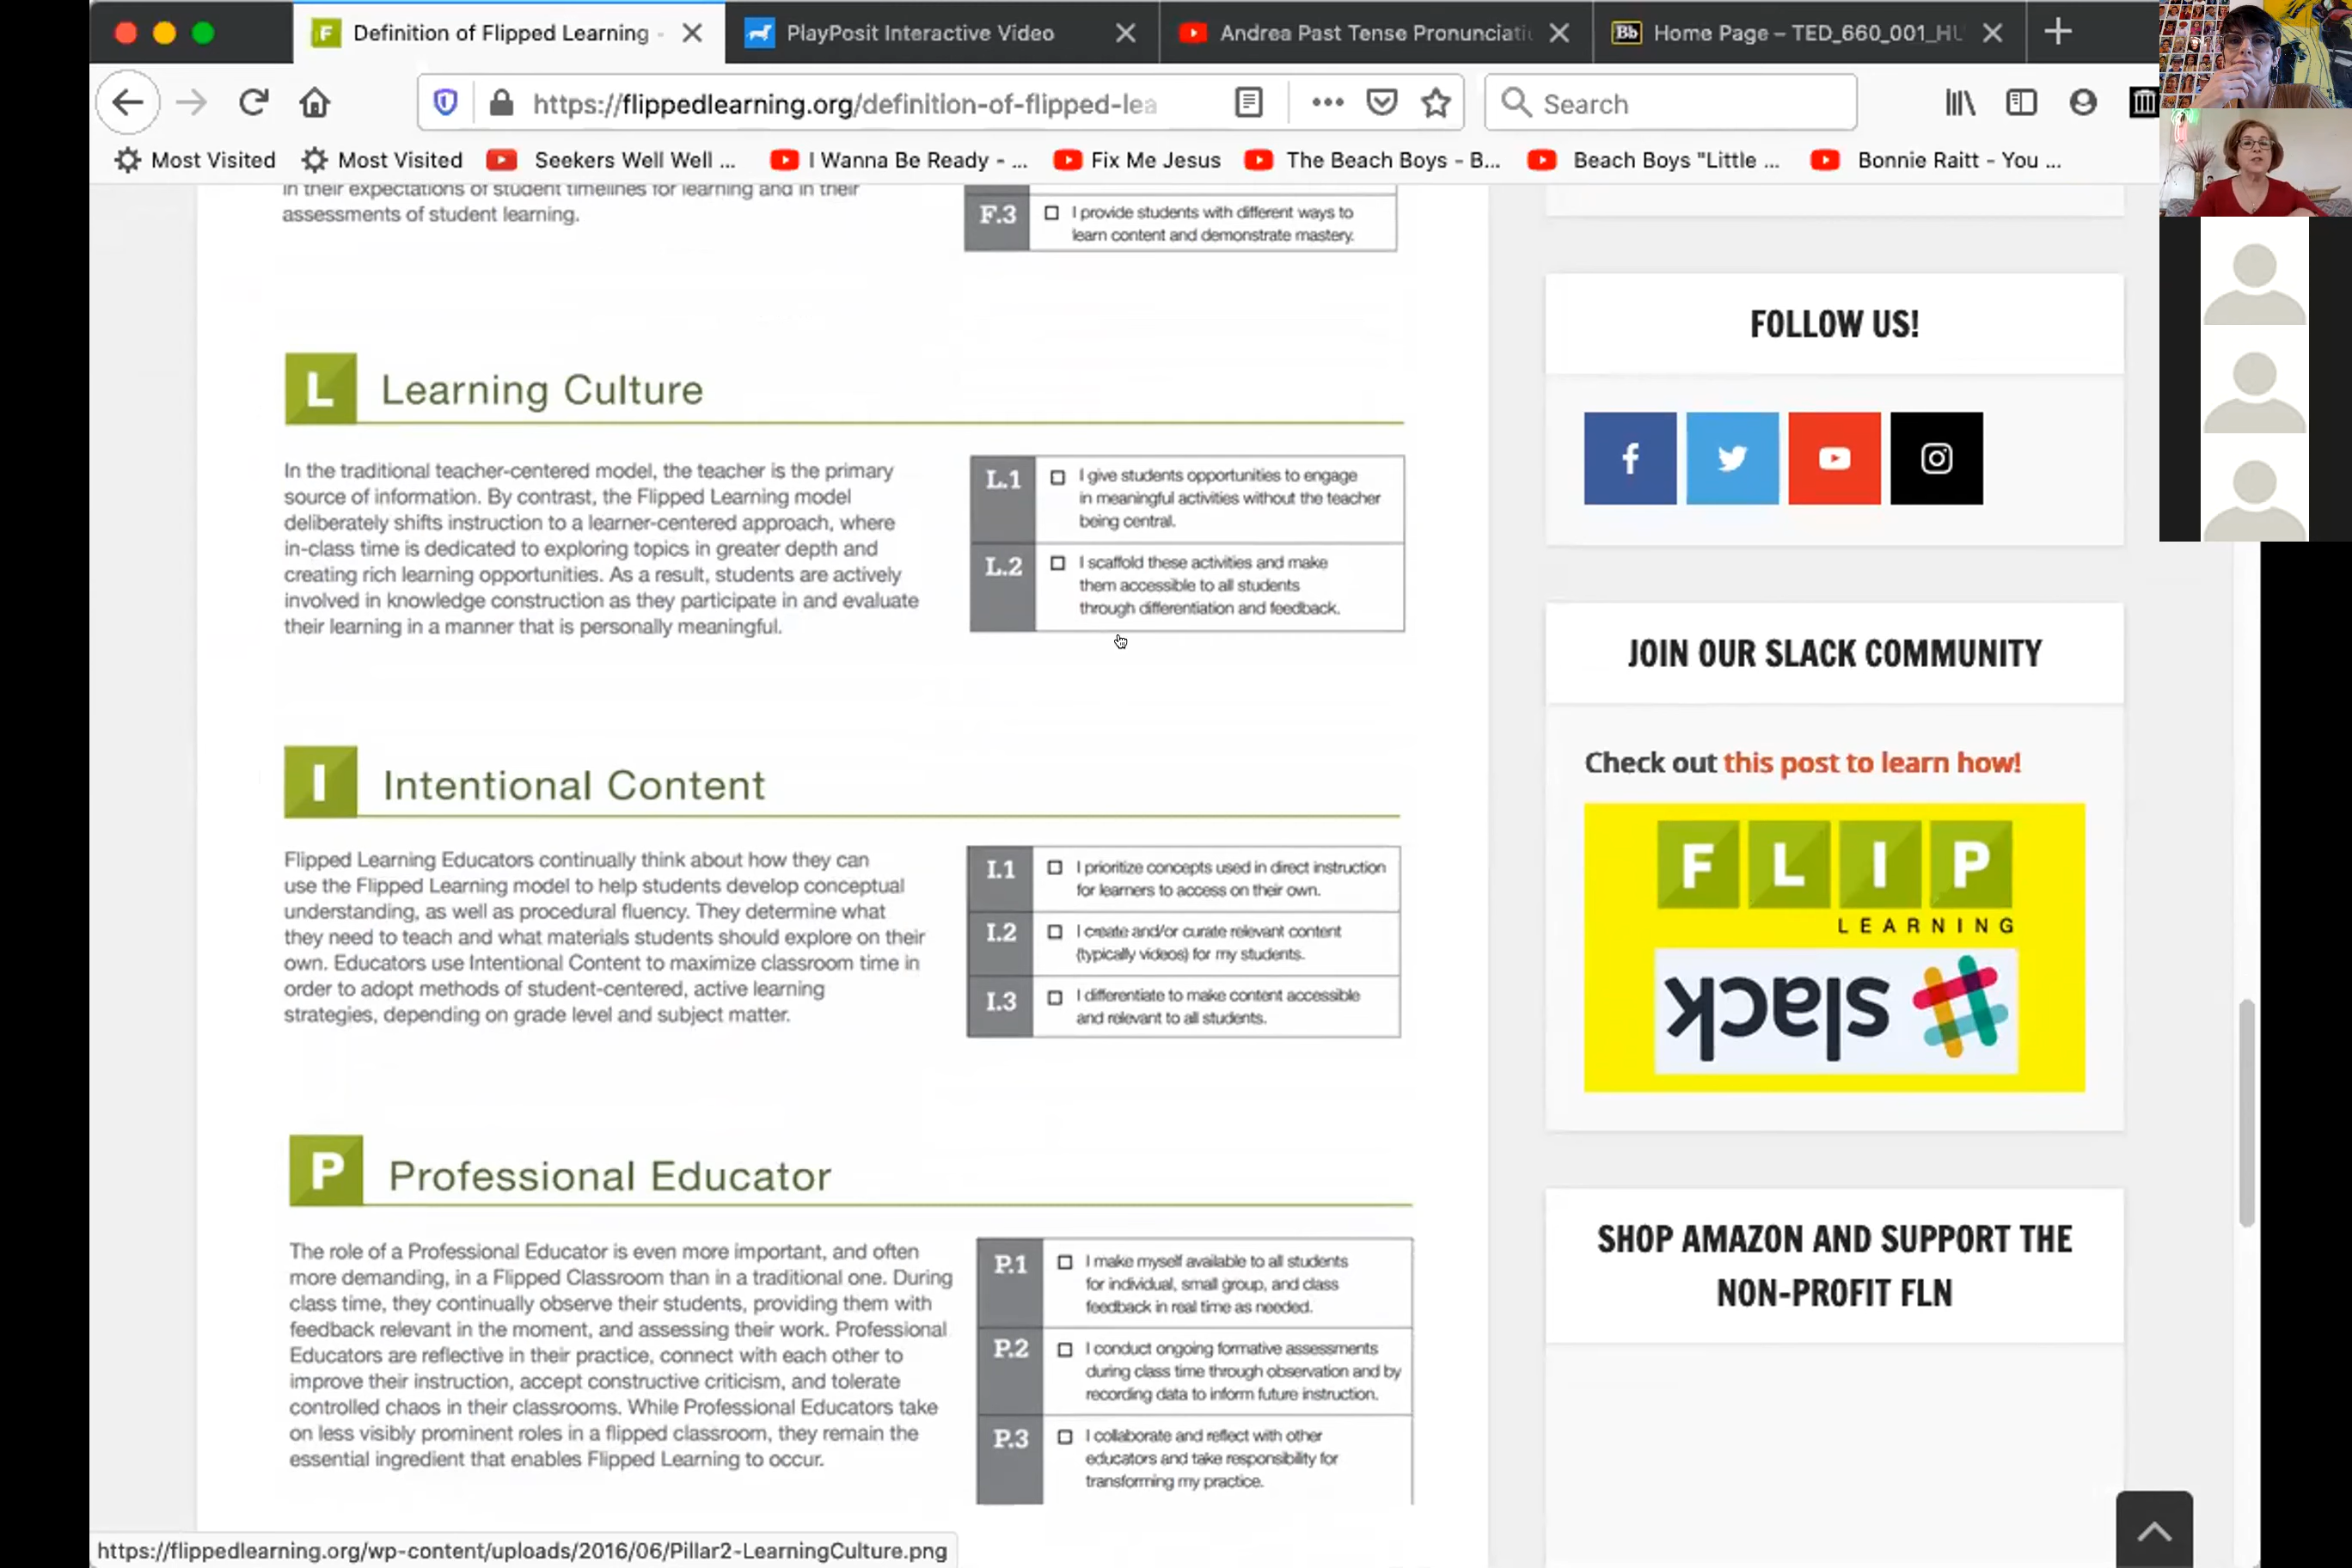 Definition of Flipped Learning -
PlayPosit Interactive Video
Andrea Past Tense Pronunciati
Bb Home Page – TED_660_001_HU
https://flippedlearning.org/definition-of-flipped-lea
Search
Most Visited
Most Visited
Seekers Well Well ...
I Wanna Be Ready - ...
Fix Me Jesus
The Beach Boys - B...
Beach Boys "Little ...
Bonnie Raitt - You ...
in their expectations of student timelines for learning and in their
assessments of student learning.
F.3
I provide students with different ways to
learn content and demonstrate mastery.
L Learning Culture
In the traditional teacher-centered model, the teacher is the primary
source of information. By contrast, the Flipped Learning model
deliberately shifts instruction to a learner-centered approach, where
in-class time is dedicated to exploring topics in greater depth and
creating rich learning opportunities. As a result, students are actively
involved in knowledge construction as they participate in and evaluate
their learning in a manner that is personally meaningful.
L.1
I give students opportunities to engage
in meaningful activities without the teacher
being central.
L.2
I scaffold these activities and make
them accessible to all students
through differentiation and feedback.
I Intentional Content
Flipped Learning Educators continually think about how they can
use the Flipped Learning model to help students develop conceptual
understanding, as well as procedural fluency. They determine what
they need to teach and what materials students should explore on their
own. Educators use Intentional Content to maximize classroom time in
order to adopt methods of student-centered, active learning
strategies, depending on grade level and subject matter.
I.1
I prioritize concepts used in direct instruction
for learners to access on their own.
I.2
I create and/or curate relevant content
(typically videos) for my students.
I.3
I differentiate to make content accessible
and relevant to all students.
P Professional Educator
The role of a Professional Educator is even more important, and often
more demanding, in a Flipped Classroom than in a traditional one. During
class time, they continually observe their students, providing them with
feedback relevant in the moment, and assessing their work. Professional
Educators are reflective in their practice, connect with each other to
improve their instruction, accept constructive criticism, and tolerate
controlled chaos in their classrooms. While Professional Educators take
on less visibly prominent roles in a flipped classroom, they remain the
essential ingredient that enables Flipped Learning to occur.
P.1
I make myself available to all students
for individual, small group, and class
feedback in real time as needed.
P.2
I conduct ongoing formative assessments
during class time through observation and by
recording data to inform future instruction.
P.3
I collaborate and reflect with other
educators and take responsibility for
transforming my practice.
FOLLOW US!
JOIN OUR SLACK COMMUNITY
Check out this post to learn how!
FLIP
LEARNING
slack
SHOP AMAZON AND SUPPORT THE
NON-PROFIT FLN
https://flippedlearning.org/wp-content/uploads/2016/06/Pillar2-LearningCulture.png